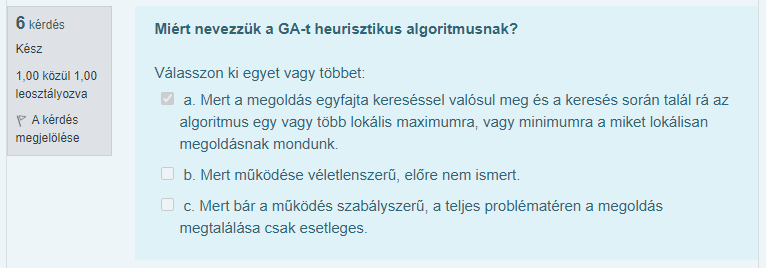 6 kérdés
Kész
1,00 közül 1,00
leosztályozva
A kérdés
megjelölése
Miért nevezzük a GA-t heurisztikus algoritmusnak?
Válasszon ki egyet vagy többet:
a. Mert a megoldás egyfajta kereséssel valósul meg és a keresés során talál rá az
algoritmus egy vagy több lokális maximumra, vagy minimumra a miket lokálisan
megoldásnak mondunk.
b. Mert működése véletlenszerű, előre nem ismert.
c. Mert bár a működés szabályszerű, a teljes problématéren a megoldás
megtalálása csak esetleges.